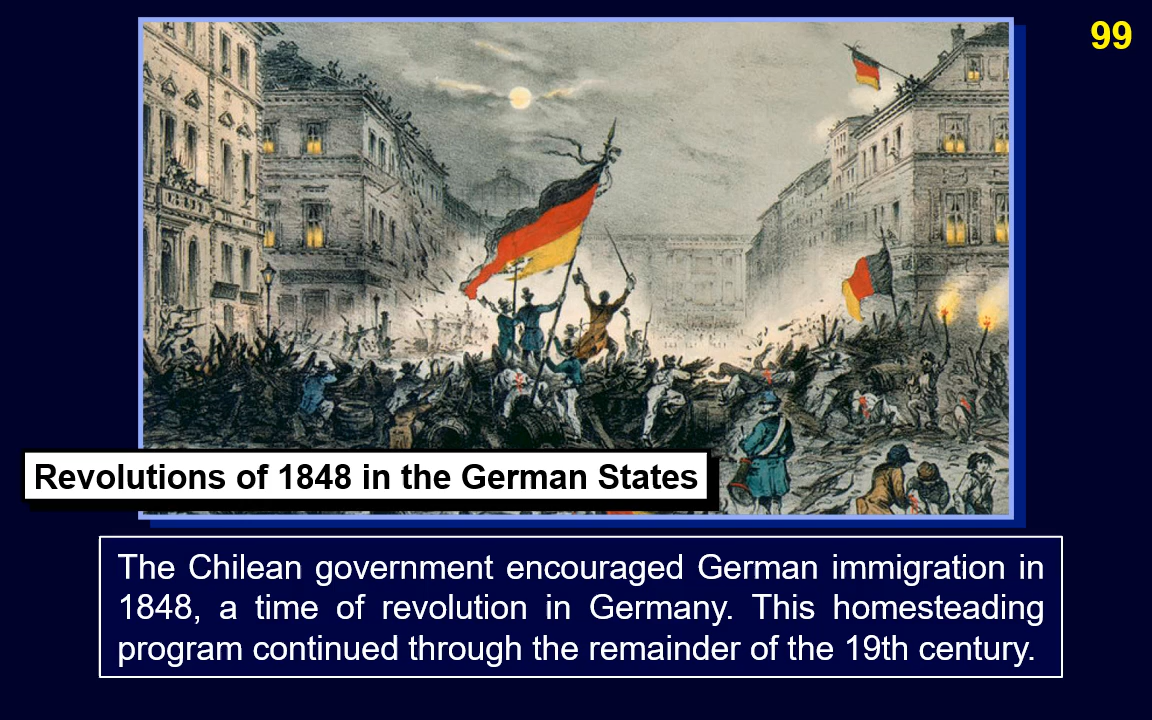 99
Revolutions of 1848 in the German States
The Chilean government encouraged German immigration in
1848, a time of revolution in Germany. This homesteading
program continued through the remainder of the 19th century.